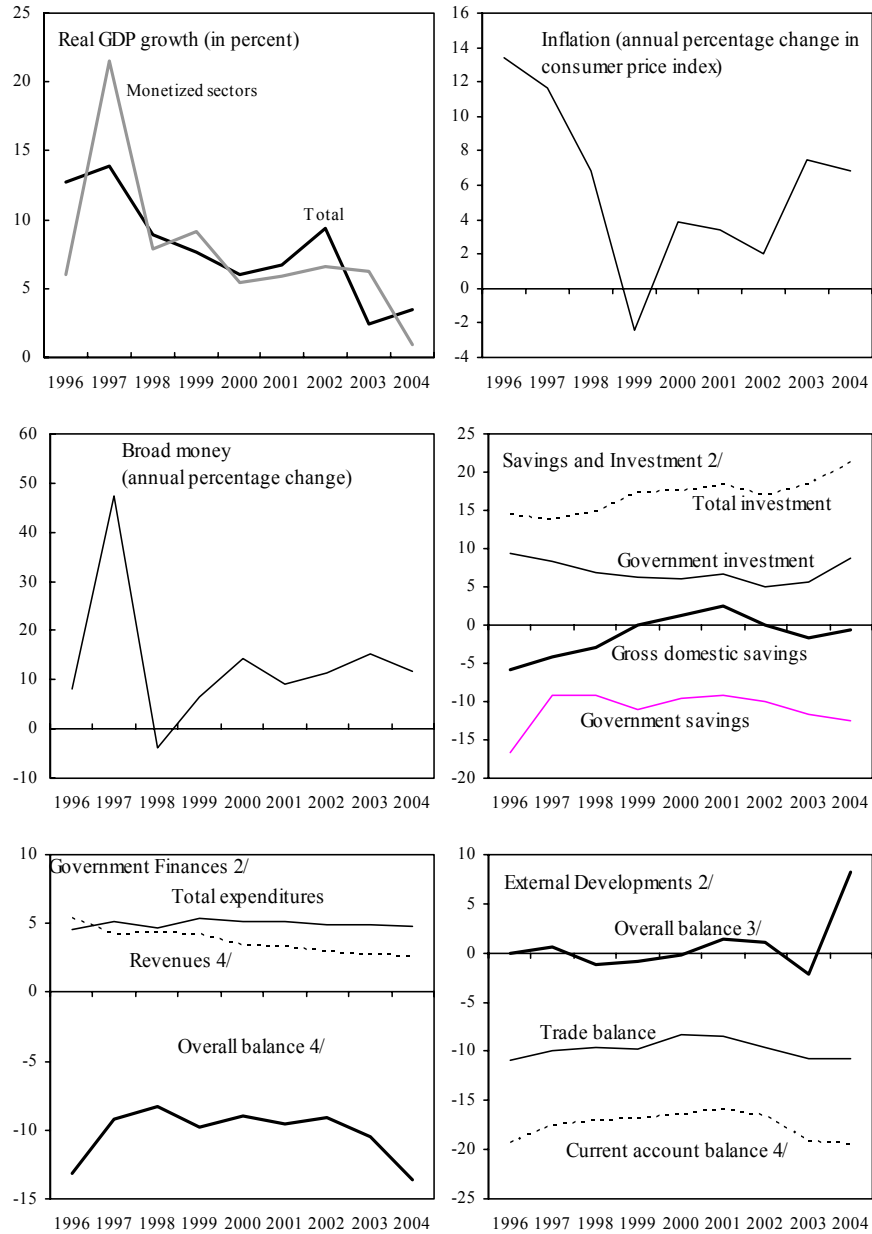 Real GDP growth (in percent)
25
20
15
10
5
0
Monetized sectors
Total
1996 1997 1998 1999 2000 2001 2002 2003 2004
Inflation (annual percentage change in
consumer price index)
16
14
12
10
8
6
4
2
0
-2
-4
1996 1997 1998 1999 2000 2001 2002 2003 2004
Broad money
(annual percentage change)
60
50
40
30
20
10
0
-10
1996 1997 1998 1999 2000 2001 2002 2003 2004
Savings and Investment 2/
25
20
15
10
5
0
-5
-10
-15
-20
Total investment
Government investment
Gross domestic savings
Government savings
1996 1997 1998 1999 2000 2001 2002 2003 2004
Government Finances 2/
10
5
0
-5
-10
-15
Total expenditures
Revenues 4/
Overall balance 4/
1996 1997 1998 1999 2000 2001 2002 2003 2004
External Developments 2/
10
5
0
-5
-10
-15
-20
-25
Overall balance 3/
Trade balance
Current account balance 4/
1996 1997 1998 1999 2000 2001 2002 2003 2004